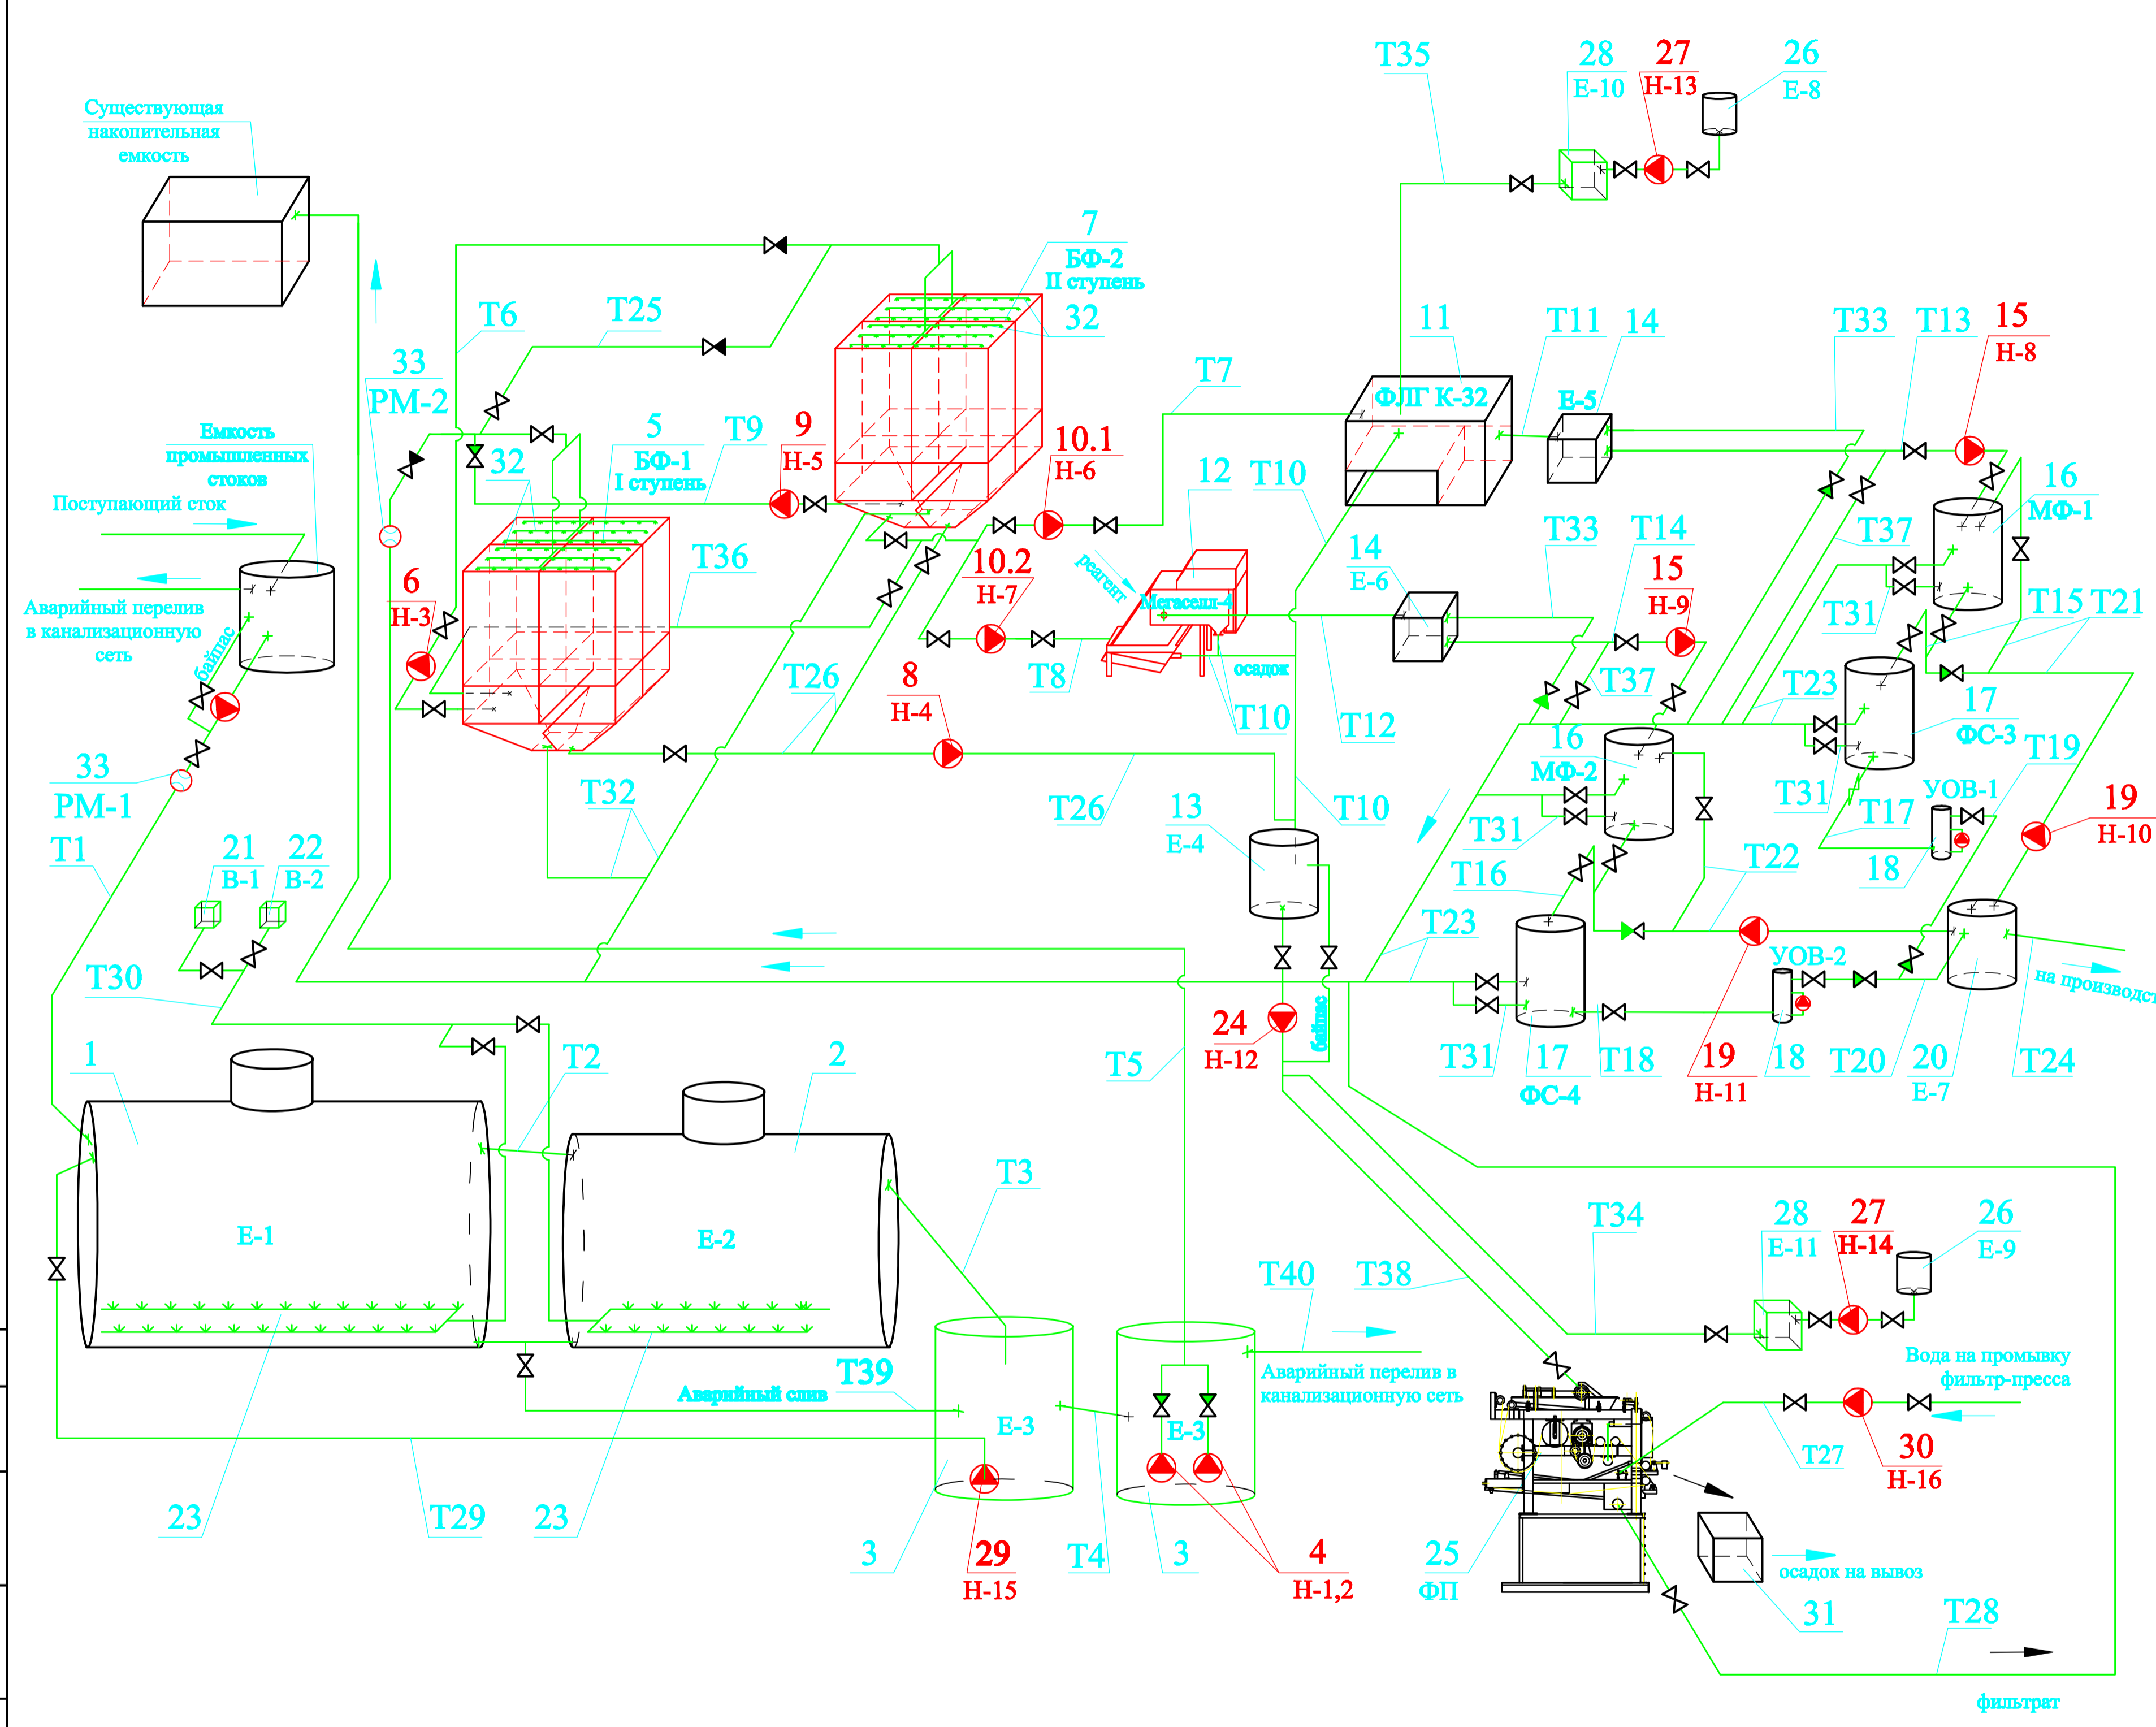 Т35
28
Е-10
27
Н-13
26
Е-8
Существующая
накопительная
емкость
7
БФ-2
II ступень
32
Т6
Т25
33
РМ-2
11
ФЛГ К-32
Т11
14
Е-5
Т33
Т13
15
Н-8
Т7
Емкость
промышленных
стоков
Поступающий сток
32
5
БФ-1
I ступень
Т9
9
Н-5
10.1
Н-6
12
Т10
16
МФ-1
Т37
Аварийный перелив
в канализационную
сеть
байпас
6
Н-3
Т36
10.2
Н-7
реагент
Мегаселл-4
14
Е-6
Т33
Т14
15
Н-9
Т31
Т15
Т21
Т26
8
Н-4
Т8
осадок
Т10
Т12
Т37
Т23
17
ФС-3
Т19
33
РМ-1
Т32
Т26
Т10
16
МФ-2
Т31
Т17
УОВ-1
18
19
Н-10
Т1
21
В-1
22
В-2
13
Е-4
Т31
Т16
Т22
Т23
УОВ-2
на производст
Т30
байпас
24
Н-12
Т31
17
ФС-4
Т18
19
Н-11
18
Т20
20
Е-7
Т24
1
Т2
2
Т5
Е-1
Е-2
Т3
Т40
Т38
Т34
28
Е-11
27
Н-14
26
Е-9
Т39
Аварийный слив
Е-3
Е-3
Аварийный перелив в
канализационную сеть
Вода на промывку
фильтр-пресса
Т27
30
Н-16
23
Т29
23
3
29
Н-15
Т4
3
4
Н-1,2
25
ФП
осадок на вывоз
31
Т28
фильтрат